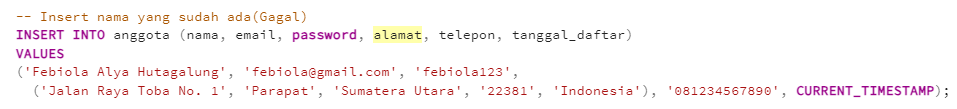 -- Insert nama yang sudah ada(Gagal)
INSERT INTO anggota (nama, email, password, alamat, telepon, tanggal_daftar)
VALUES
('Febiola Alya Hutagalung', 'febiola@gmail.com', 'febiola123',
('Jalan Raya Toba No. 1', 'Parapat', 'Sumatera Utara', '22381', 'Indonesia'), '081234567890', CURRENT_TIMESTAMP);